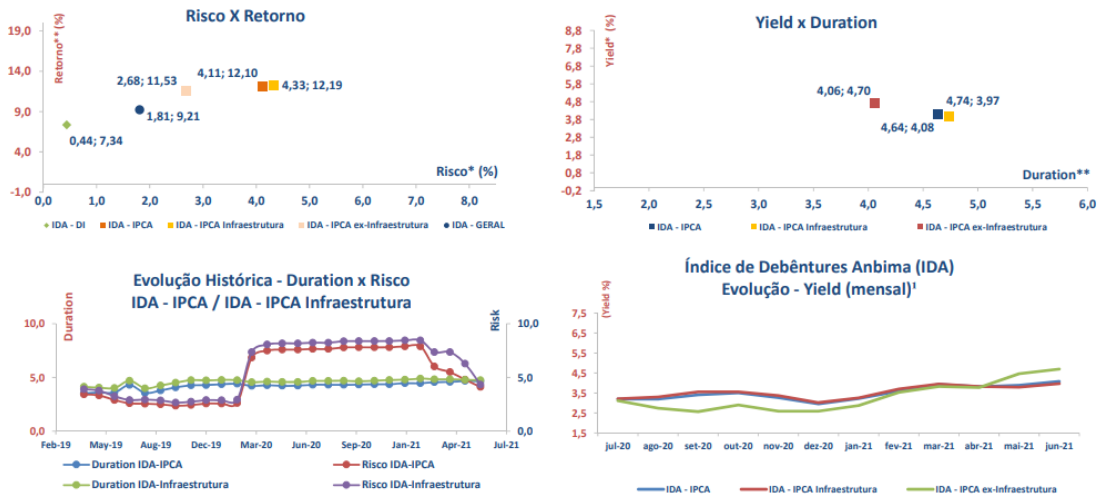 Risco X Retorno
Retorno** (%)
19,0
14,0
9,0
4,0
-1,0
2,68; 11,53
4,11; 12,10
4,33; 12,19
1,81; 9,21
0,44; 7,34
Risco* (%)
0,0 1,0 2,0 3,0 4,0 5,0 6,0 7,0 8,0
IDA - DI IDA - IPCA IDA - IPCA Infraestrutura IDA - IPCA ex-Infraestrutura IDA - GERAL
Yield x Duration
Yield* (%)
8,8
7,8
6,8
5,8
4,8
3,8
2,8
1,8
0,8
-0,2
4,06; 4,70
4,74; 3,97
4,64; 4,08
Duration**
1,5 2,0 2,5 3,0 3,5 4,0 4,5 5,0 5,5 6,0
IDA - IPCA IDA - IPCA Infraestrutura IDA - IPCA ex-Infraestrutura
Evolução Histórica - Duration x Risco
IDA - IPCA / IDA - IPCA Infraestrutura
Duration
Risk
10,0 10,0
5,0 5,0
0,0 0,0
Feb-19 May-19 Aug-19 Dec-19 Mar-20 Jun-20 Sep-20 Jan-21 Apr-21 Jul-21
Duration IDA-IPCA Risco IDA-IPCA
Duration IDA-Infraestrutura Risco IDA-Infraestrutura
Índice de Debêntures Anbima (IDA)
Evolução - Yield (mensal)¹
(Yield %)
7,5
6,5
5,5
4,5
3,5
2,5
1,5
jul-20 ago-20 set-20 out-20 nov-20 dez-20 jan-21 fev-21 mar-21 abr-21 mai-21 jun-21
IDA - IPCA IDA - IPCA Infraestrutura IDA - IPCA ex-Infraestrutura